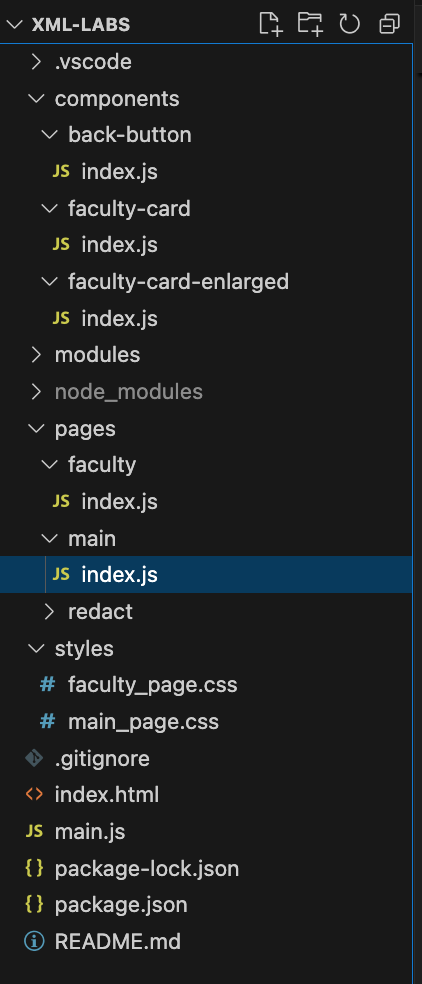 XML-LABS
.vscode
components
back-button
JS index.js
faculty-card
JS index.js
faculty-card-enlarged
JS index.js
modules
node_modules
pages
faculty
JS index.js
main
JS index.js
redact
styles
# faculty_page.css
# main_page.css
.gitignore
<> index.html
JS main.js
{} package-lock.json
{} package.json
README.md